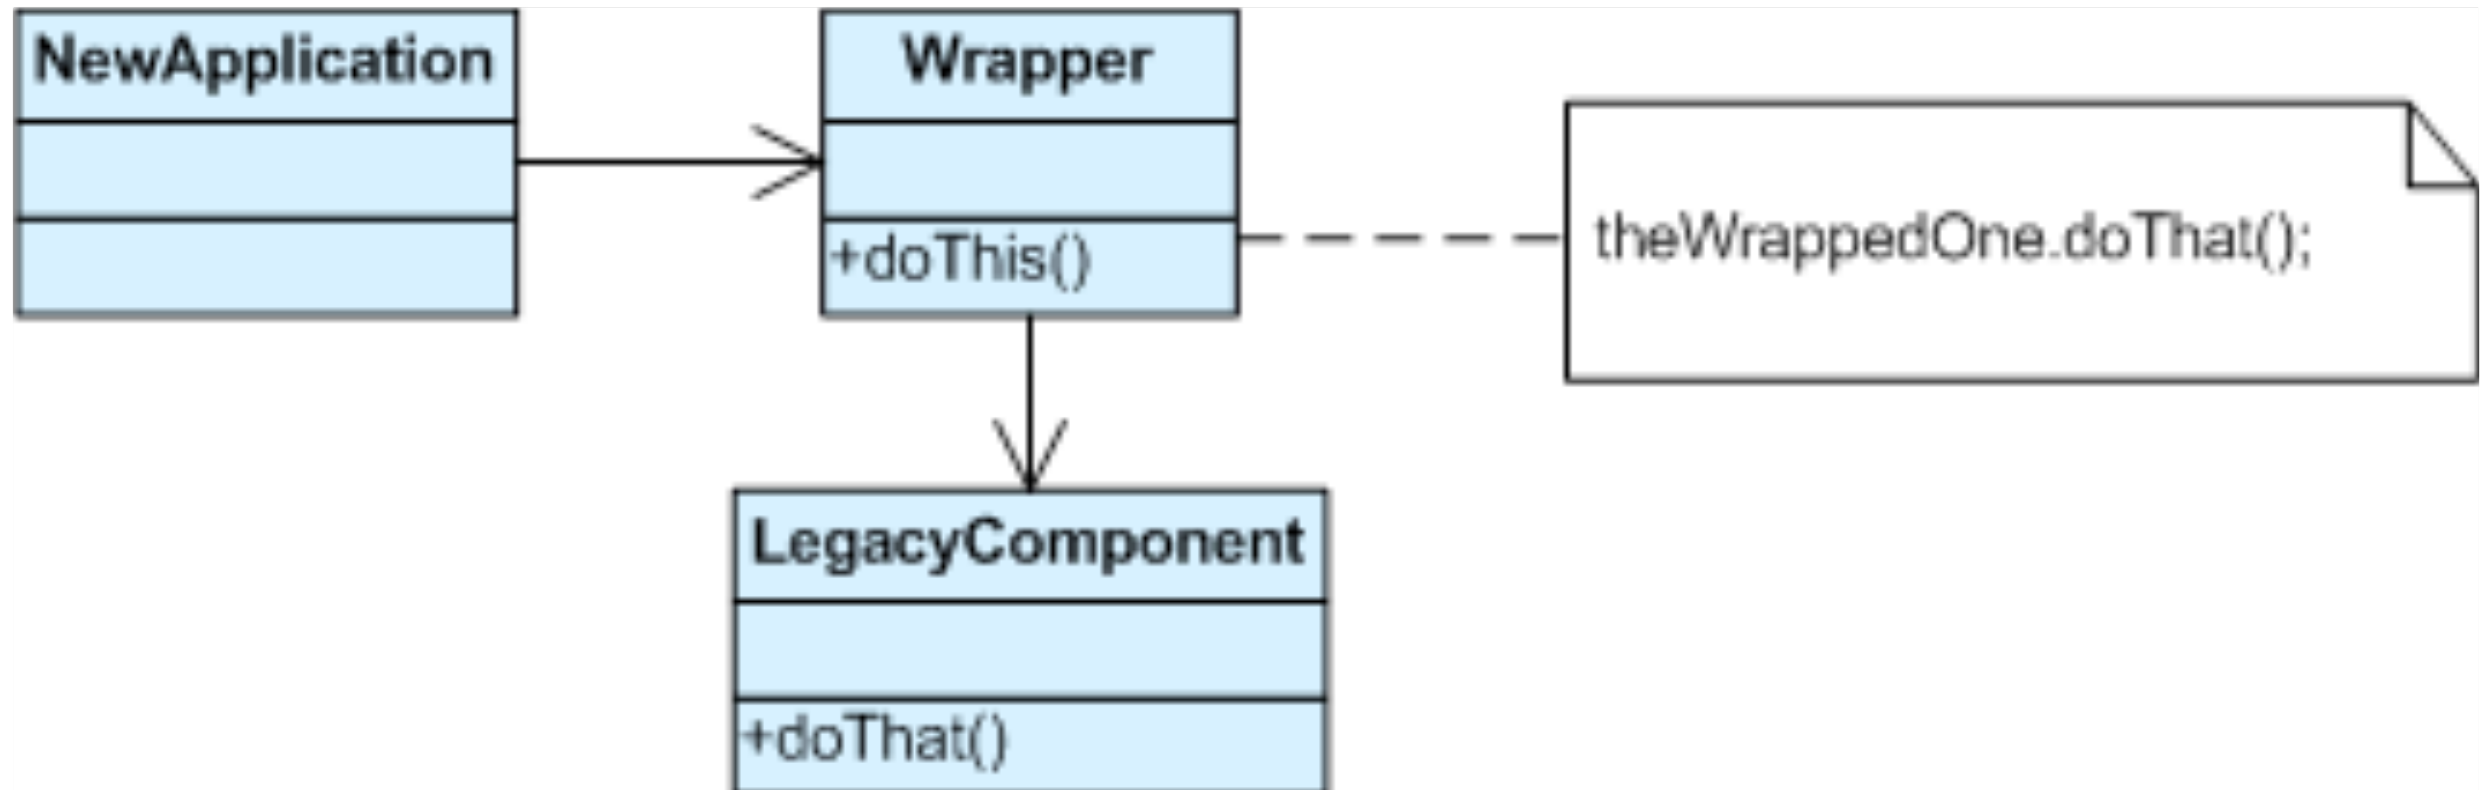 NewApplication
Wrapper
+doThis()
theWrappedOne.doThat();
LegacyComponent
+doThat()